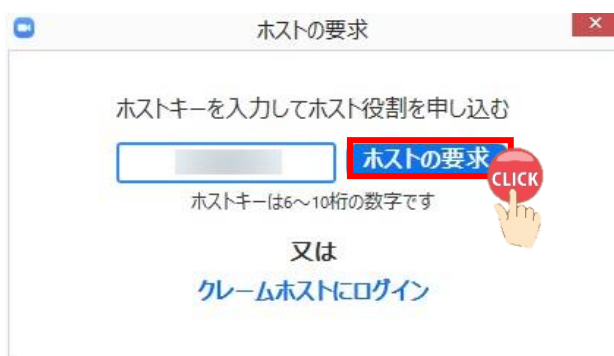 ホストの要求
ホストキーを入力してホスト役割を申し込む
ホストの要求
CLICK
ホストキーは6〜10桁の数字です
又は
クレームホストにログイン